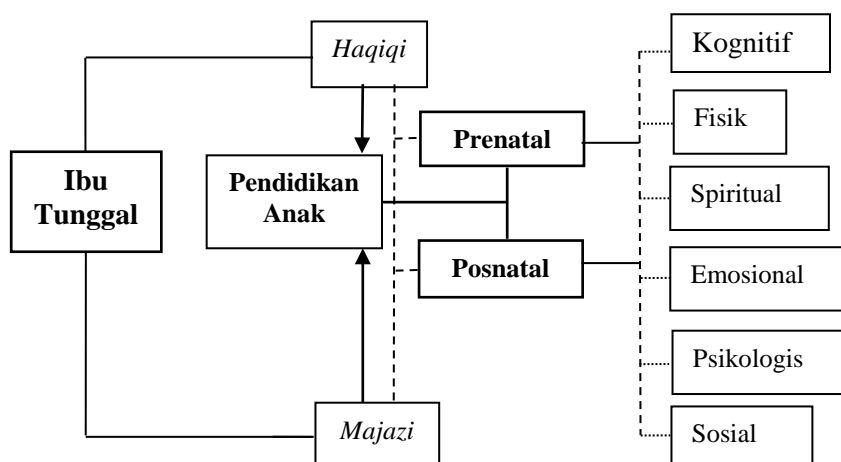 Haqiqi
Kognitif
Fisik
Prenatal
Ibu
Tunggal
Pendidikan
Anak
Spiritual
Posnatal
Emosional
Psikologis
Majazi
Sosial